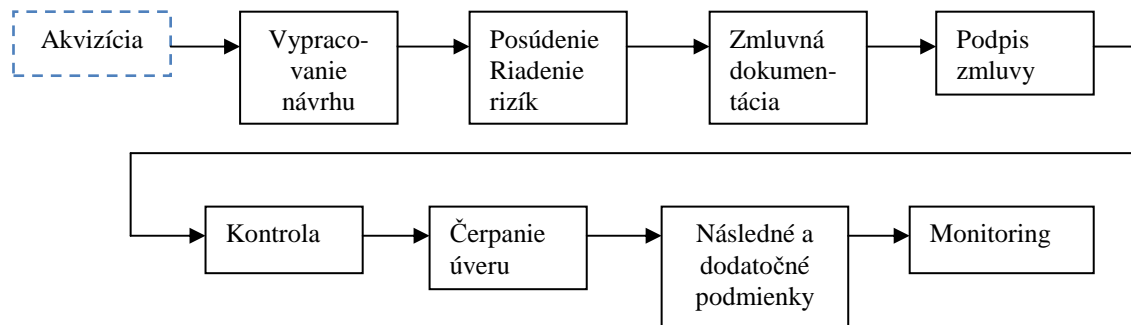 Akvizícia
Vypraco-
vanie
návrhu
Posúdenie
Riadenie
rizík
Zmluvná
dokumen-
tácia
Podpis
zmluvy
Kontrola
Čerpanie
úveru
Následné a
dodatočné
podmienky
Monitoring